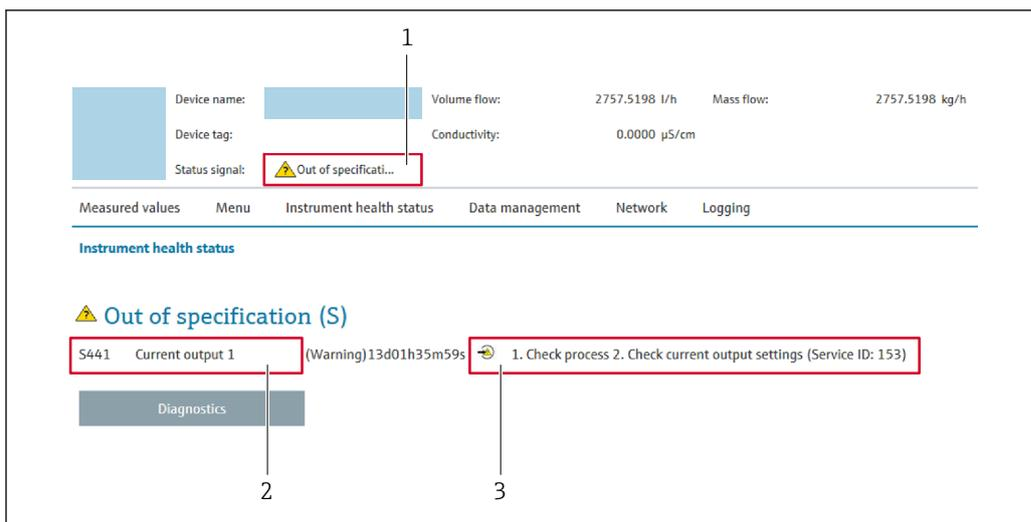 1
Device name: Volume flow: 2757.5198 l/h Mass flow: 2757.5198 kg/h
Device tag: Conductivity: 0.0000 µS/cm
Status signal: Out of specificati...
Measured values Menu Instrument health status Data management Network Logging
Instrument health status
Out of specification (S)
S441 Current output 1 (Warning)13d01h35m59s 1. Check process 2. Check current output settings (Service ID: 153)
Diagnostics
2 3